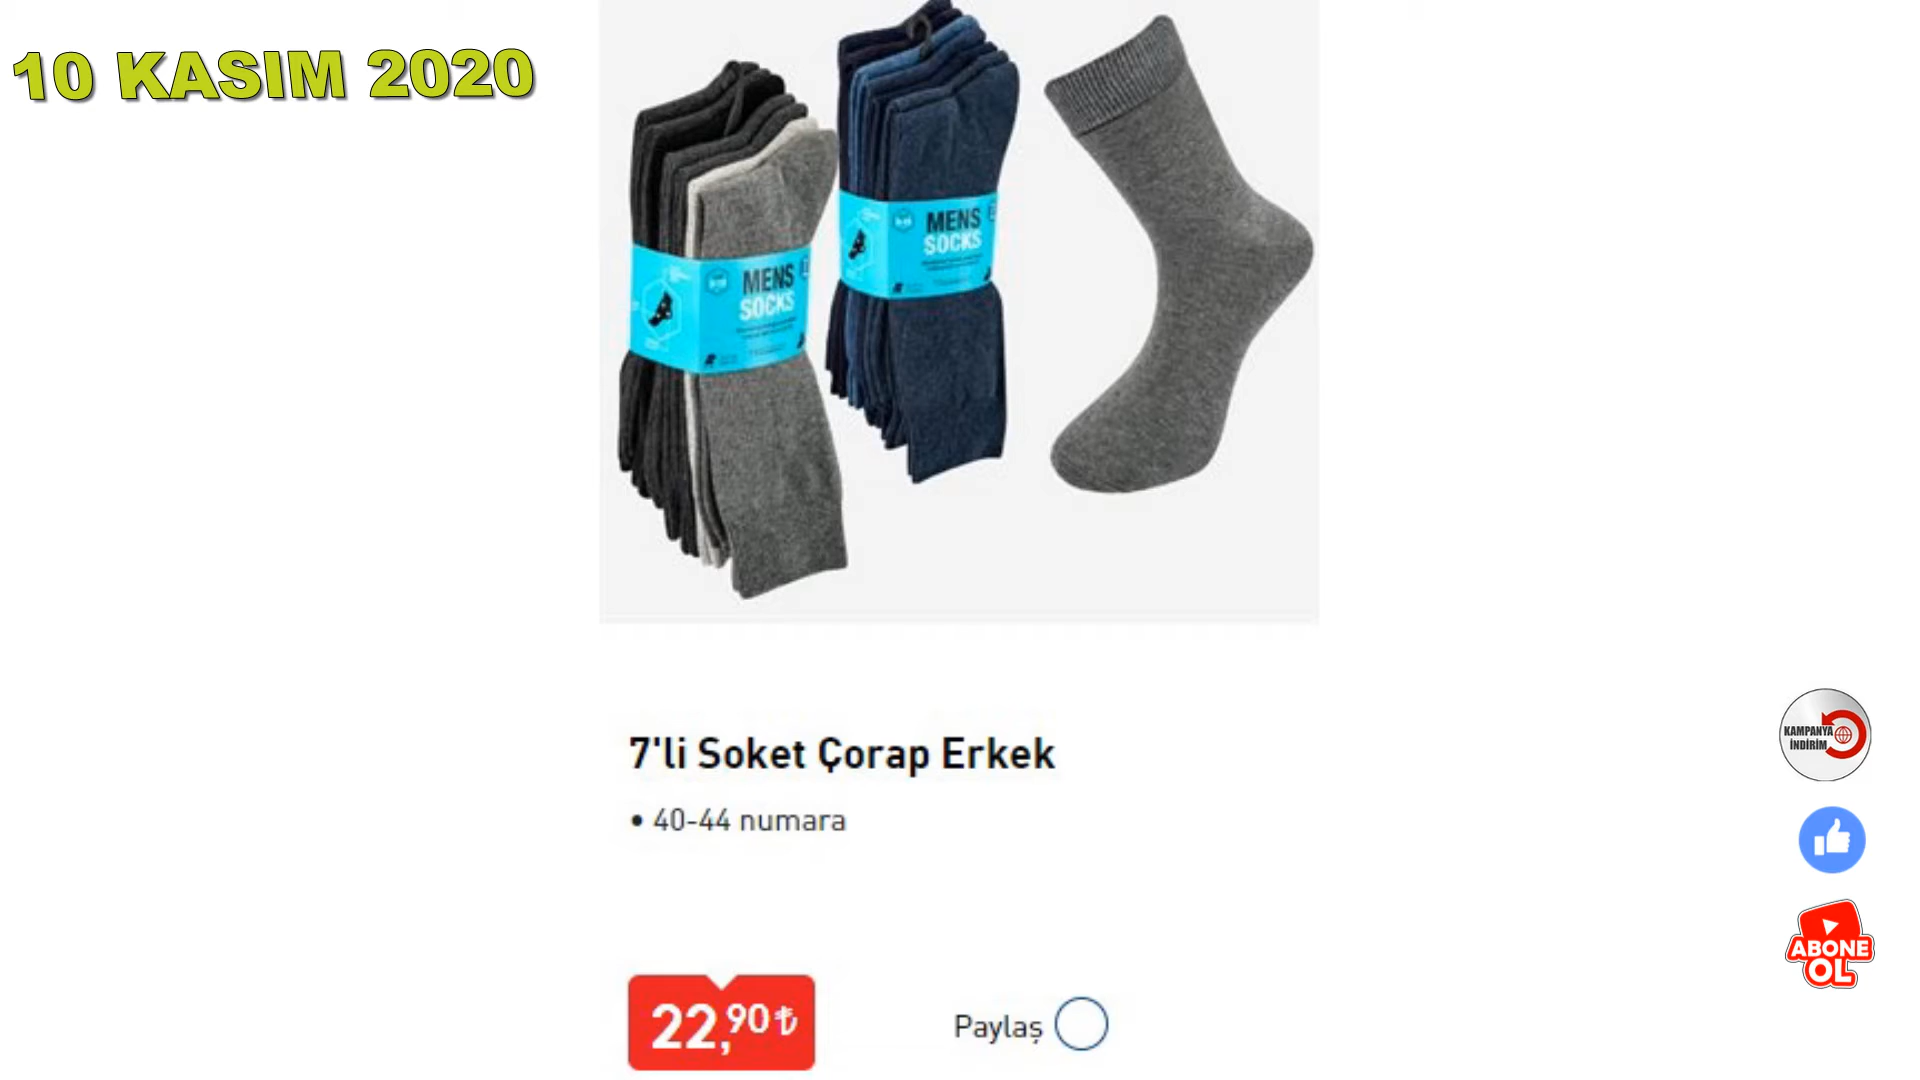 10 KASIM 2020
MENS
SOCKS
MENS
SOCKS
7'li Soket Çorap Erkek
• 40-44 numara
22,90₺
Paylaş
KAMPANYA
İNDİRİM
ABONE
OL